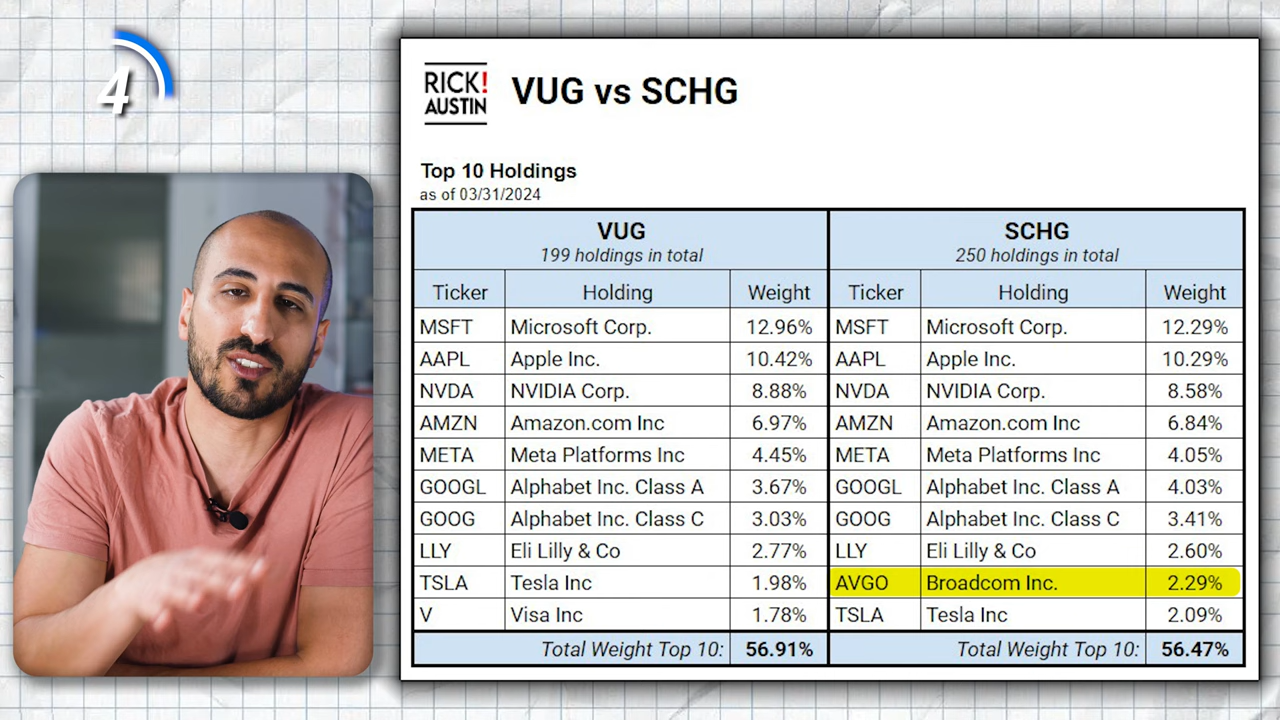 4
RICK!
AUSTIN
VUG vs SCHG
Top 10 Holdings
as of 03/31/2024
VUG SCHG
199 holdings in total 250 holdings in total
Ticker Holding Weight Ticker Holding Weight
MSFT Microsoft Corp. 12.96% MSFT Microsoft Corp. 12.29%
AAPL Apple Inc. 10.42% AAPL Apple Inc. 10.29%
NVDA NVIDIA Corp. 8.88% NVDA NVIDIA Corp. 8.58%
AMZN Amazon.com Inc 6.97% AMZN Amazon.com Inc 6.84%
META Meta Platforms Inc 4.45% META Meta Platforms Inc 4.05%
GOOGL Alphabet Inc. Class A 3.67% GOOGL Alphabet Inc. Class A 4.03%
GOOG Alphabet Inc. Class C 3.03% GOOG Alphabet Inc. Class C 3.41%
LLY Eli Lilly & Co 2.77% LLY Eli Lilly & Co 2.60%
TSLA Tesla Inc 1.98% AVGO Broadcom Inc. 2.29%
V Visa Inc 1.78% TSLA Tesla Inc 2.09%
Total Weight Top 10: 56.91% Total Weight Top 10: 56.47%